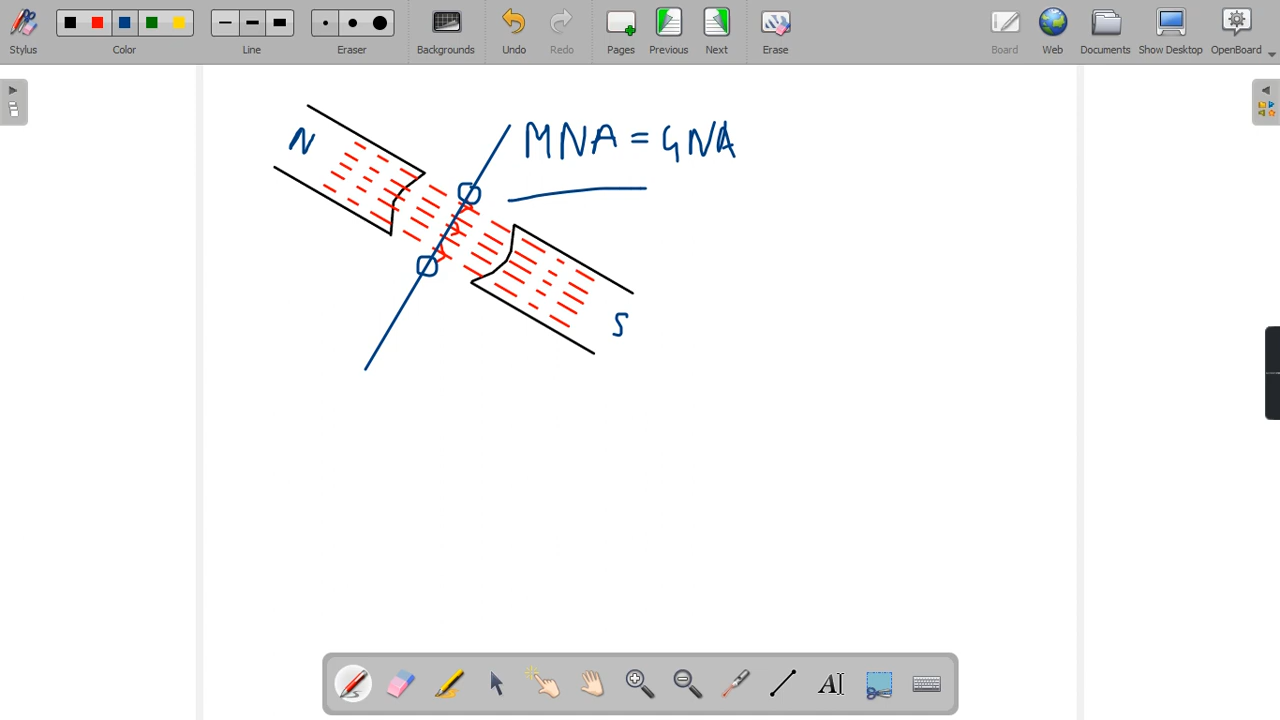 Stylus Color Line Eraser Backgrounds Undo Redo Pages Previous Next Erase Board Web Documents Show Desktop OpenBoard
N
MNA = GNA
S